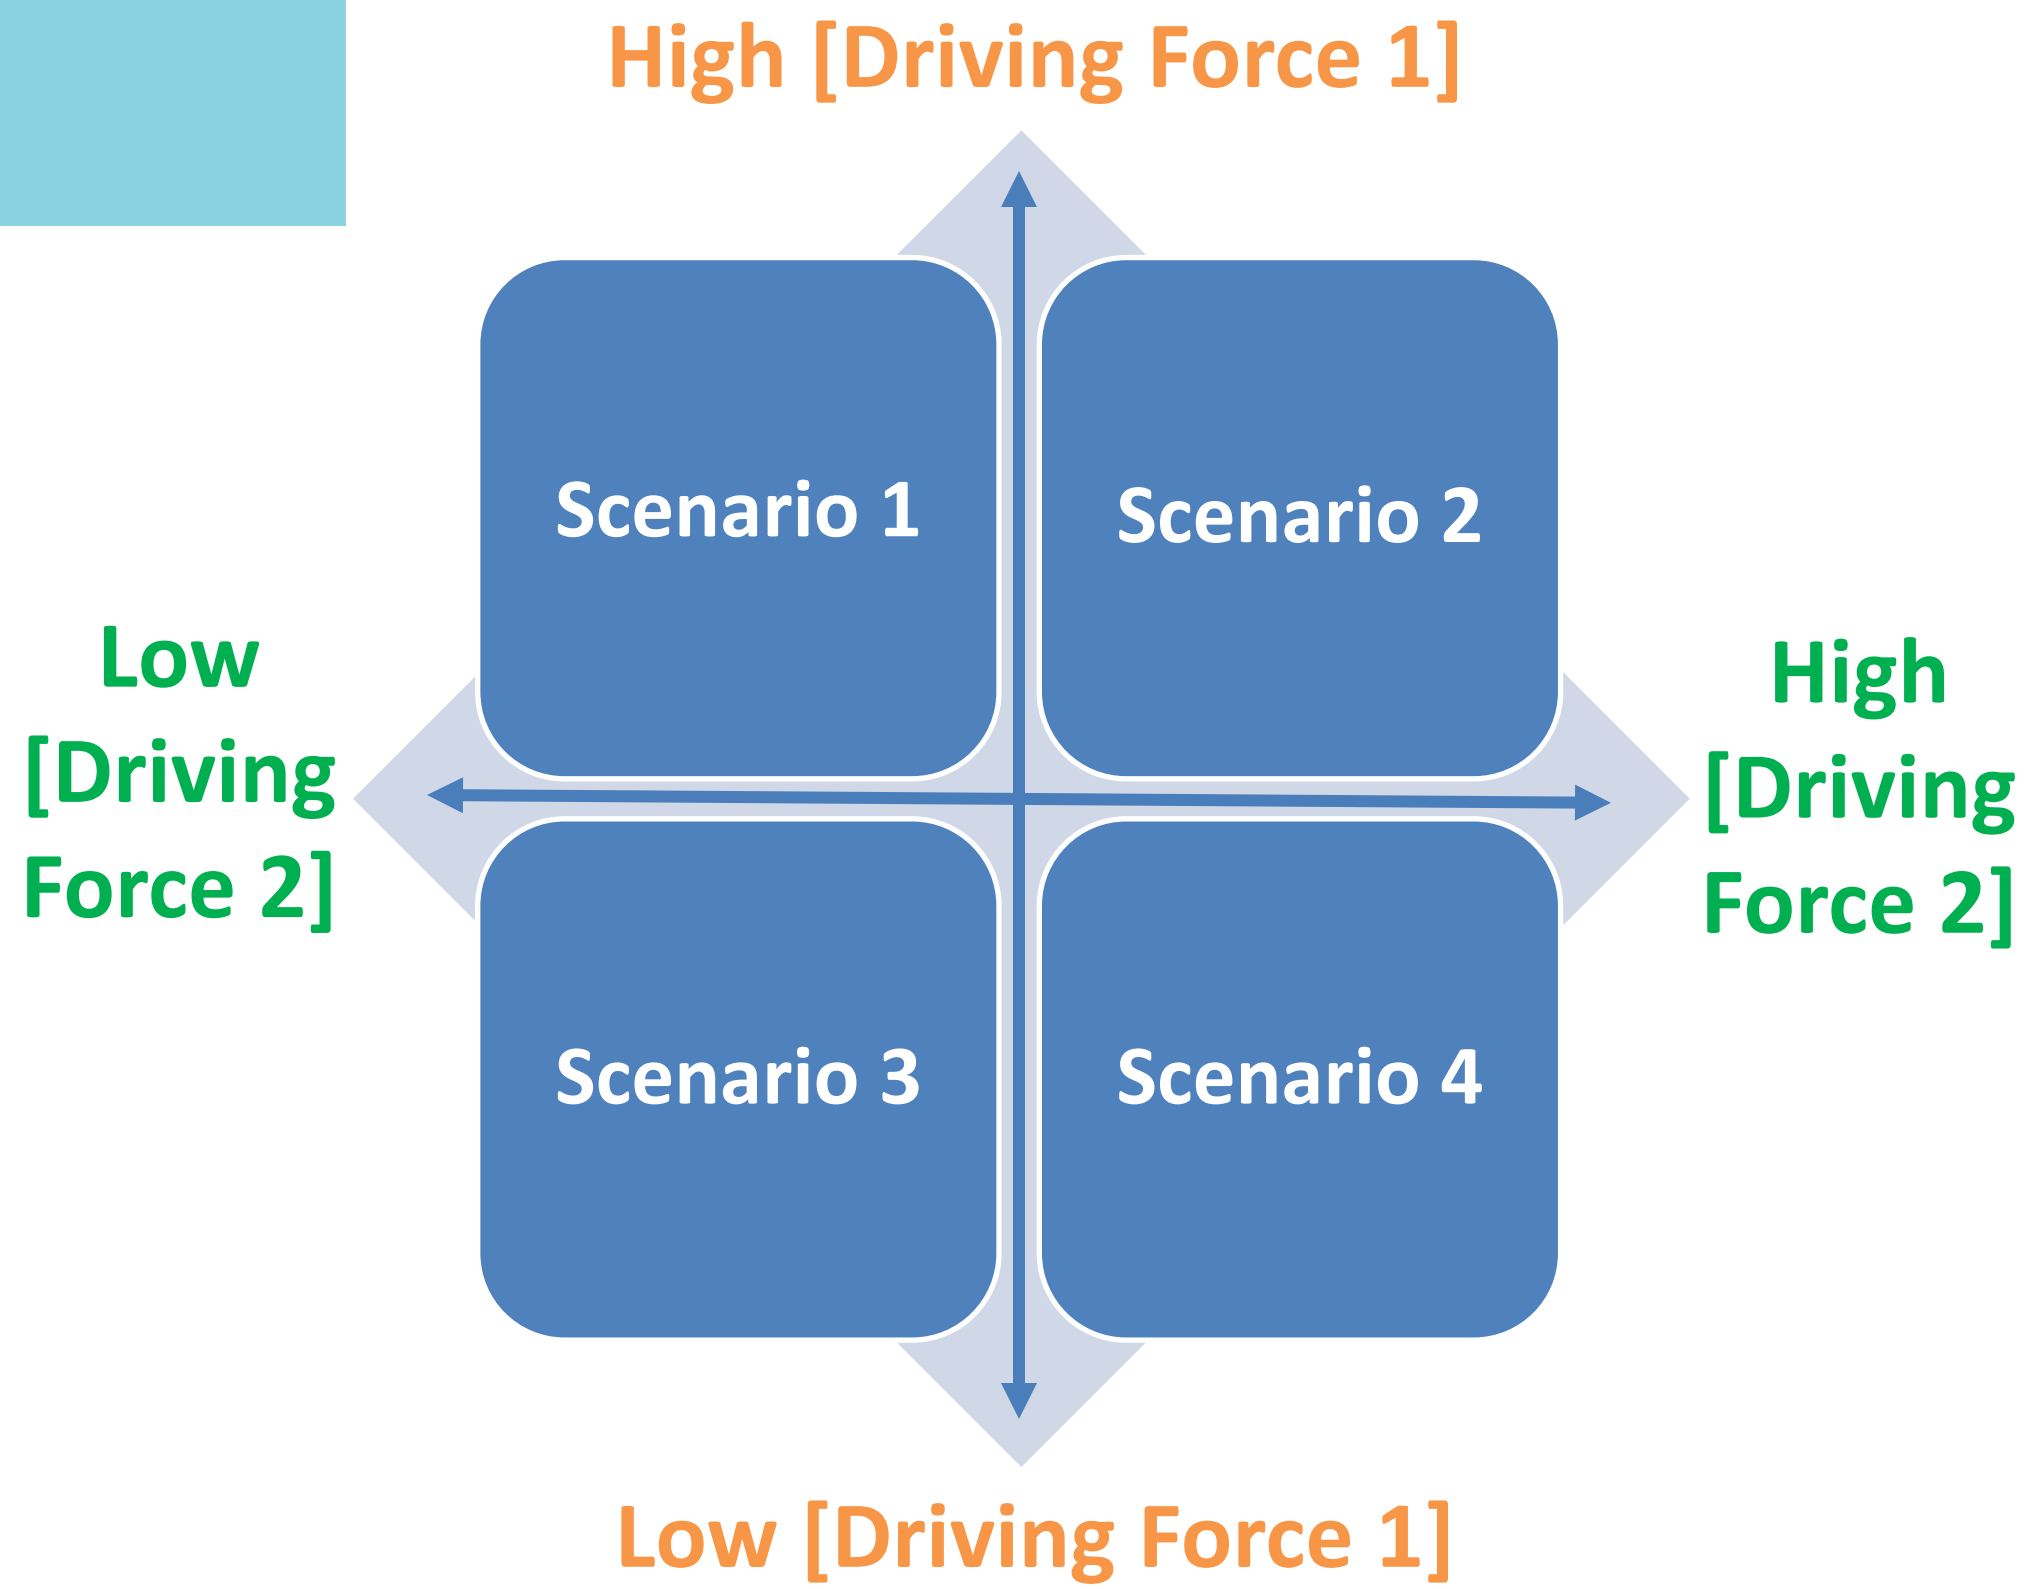 High [Driving Force 1]
Scenario 1
Scenario 2
Low
[Driving
Force 2]
High
[Driving
Force 2]
Scenario 3
Scenario 4
Low [Driving Force 1]